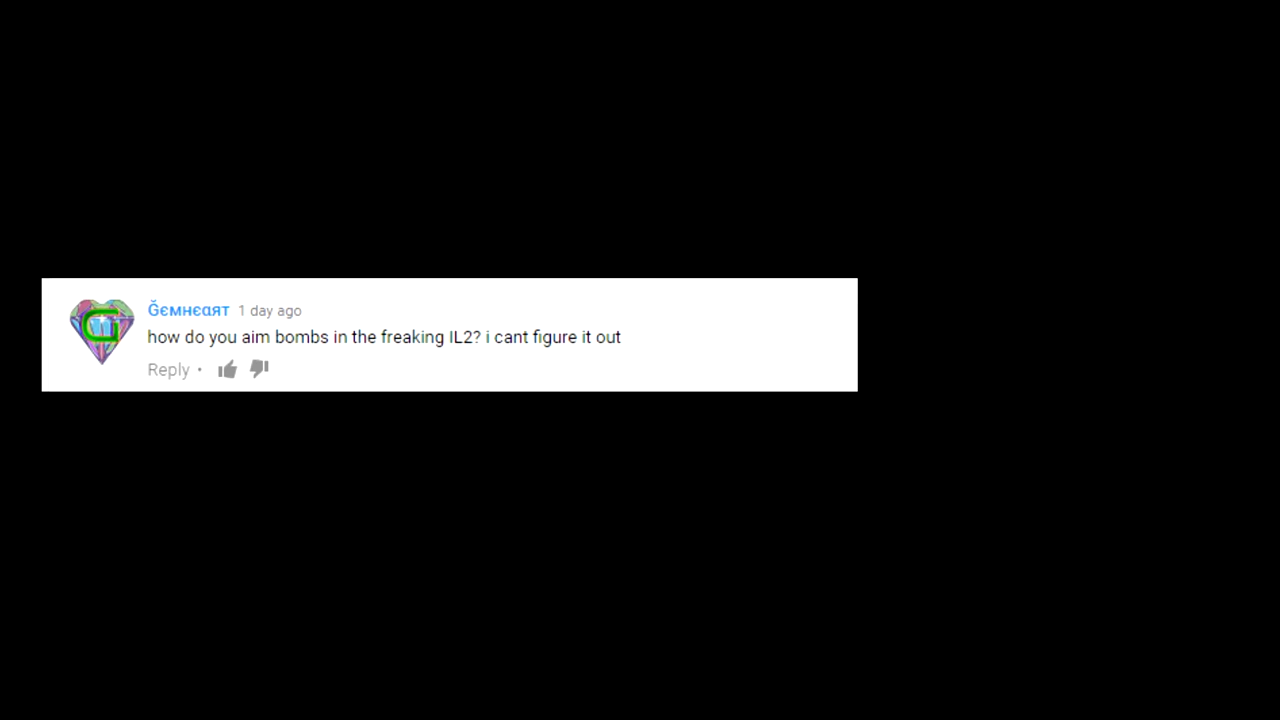 Ğємнєαят 1 day ago
how do you aim bombs in the freaking IL2? i cant figure it out
Reply •